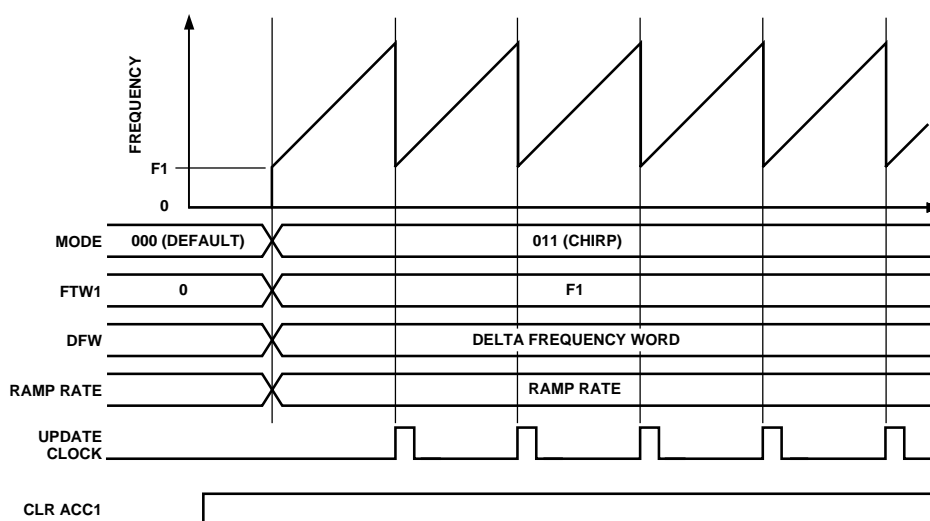 FREQUENCY
F1
0
MODE
000 (DEFAULT)
011 (CHIRP)
FTW1
0
F1
DFW
DELTA FREQUENCY WORD
RAMP RATE
RAMP RATE
UPDATE
CLOCK
CLR ACC1